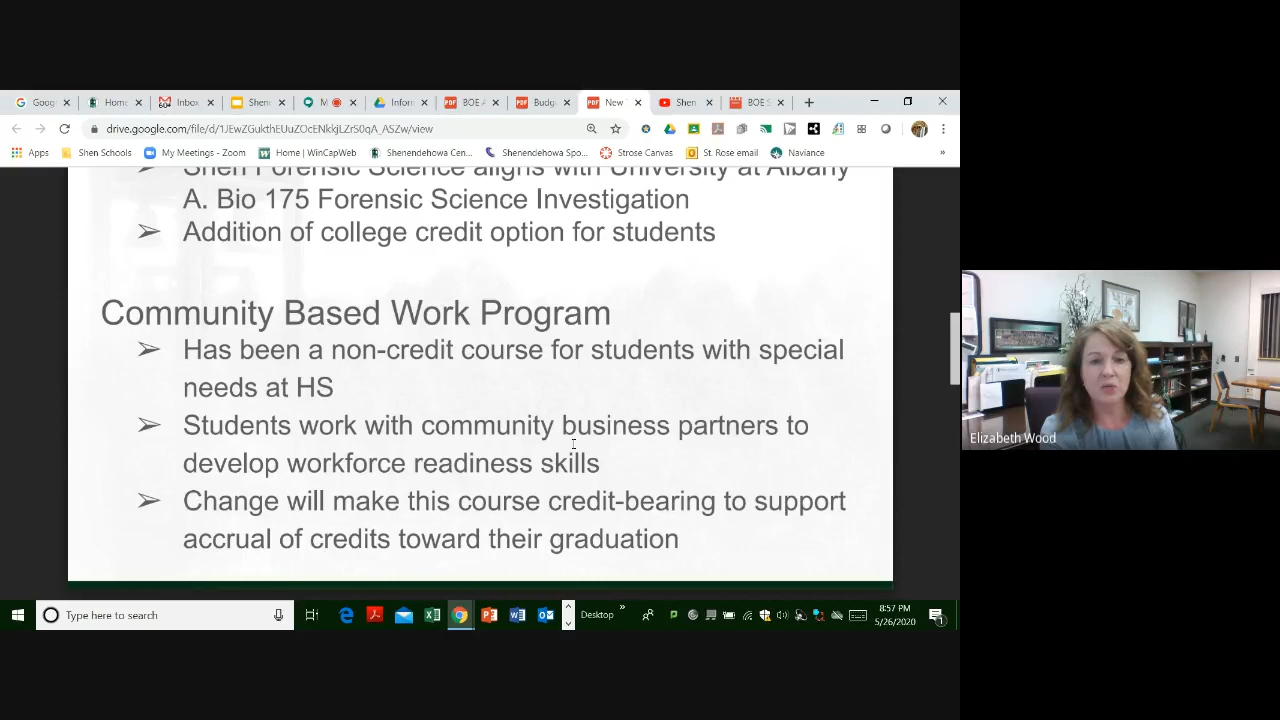 Goog
Home
Inbox
Shen
M
Inforr
BOE A
Budg
New
Shen
BOE S
drive.google.com/file/d/1JEwZGukthEUuZOcENkkjLZrS0qA_ASZw/view
Apps
Shen Schools
My Meetings - Zoom
Home | WinCapWeb
Shenendehowa Cen...
Shenendehowa Spo...
Strose Canvas
St. Rose email
Naviance
»
Shen Forensic Science aligns with University at Albany
A. Bio 175 Forensic Science Investigation
➢ Addition of college credit option for students
Community Based Work Program
➢ Has been a non-credit course for students with special
needs at HS
➢ Students work with community business partners to
develop workforce readiness skills
➢ Change will make this course credit-bearing to support
accrual of credits toward their graduation
Elizabeth Wood
Type here to search
Desktop
»
8:57 PM
5/26/2020